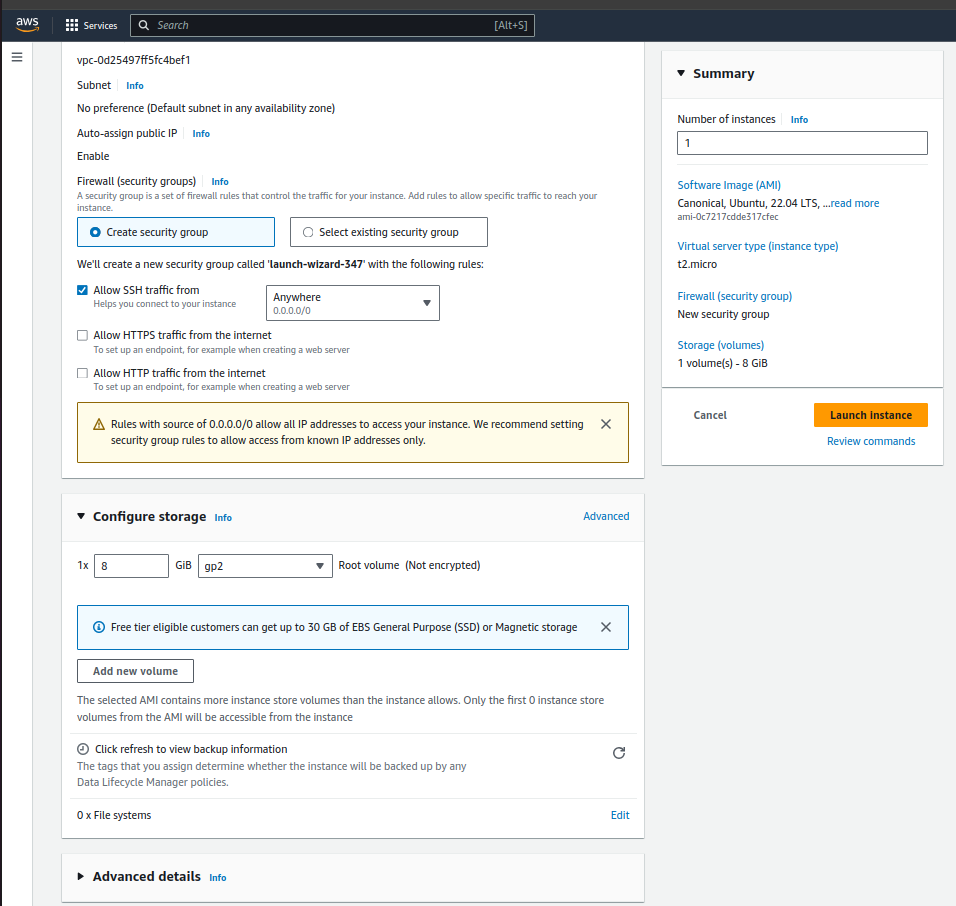 aws
Services
Search
[Alt+S]
vpc-0d25497ff5fc4bef1
Subnet Info
No preference (Default subnet in any availability zone)
Auto-assign public IP Info
Enable
Firewall (security groups) Info
A security group is a set of firewall rules that control the traffic for your instance. Add rules to allow specific traffic to reach your
instance.
Create security group
Select existing security group
We'll create a new security group called 'launch-wizard-347' with the following rules:
Allow SSH traffic from
Helps you connect to your instance
Anywhere
0.0.0.0/0
Allow HTTPS traffic from the internet
To set up an endpoint, for example when creating a web server
Allow HTTP traffic from the internet
To set up an endpoint, for example when creating a web server
Rules with source of 0.0.0.0/0 allow all IP addresses to access your instance. We recommend setting
security group rules to allow access from known IP addresses only.
Configure storage Info
Advanced
1x 8 GiB gp2 Root volume (Not encrypted)
Free tier eligible customers can get up to 30 GB of EBS General Purpose (SSD) or Magnetic storage
Add new volume
The selected AMI contains more instance store volumes than the instance allows. Only the first 0 instance store
volumes from the AMI will be accessible from the instance
Click refresh to view backup information
The tags that you assign determine whether the instance will be backed up by any
Data Lifecycle Manager policies.
0 x File systems
Edit
Advanced details Info
Summary
Number of instances Info
1
Software Image (AMI)
Canonical, Ubuntu, 22.04 LTS, ...read more
ami-0c7217cdde317cfec
Virtual server type (instance type)
t2.micro
Firewall (security group)
New security group
Storage (volumes)
1 volume(s) - 8 GiB
Cancel
Launch instance
Review commands